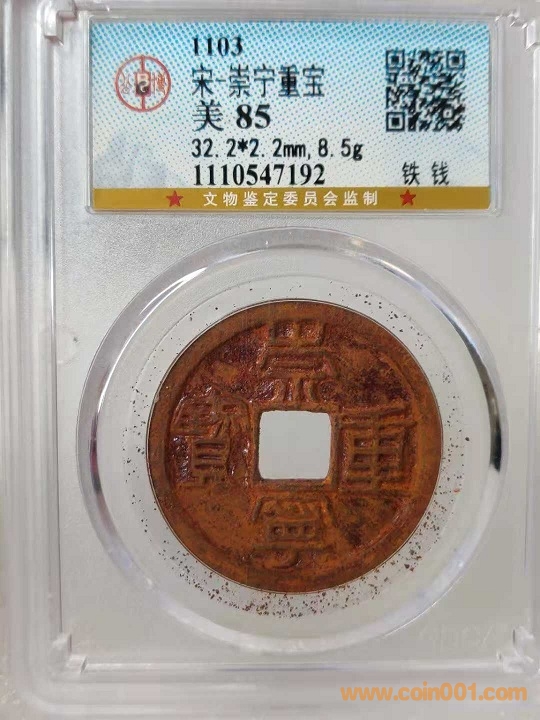 1103
宋-崇宁重宝
美 85
32.2*2.2mm,8.5g
1110547192
铁 钱
★ 文物鉴定委员会监制 ★
崇
重
寧
寳
www.coin001.com